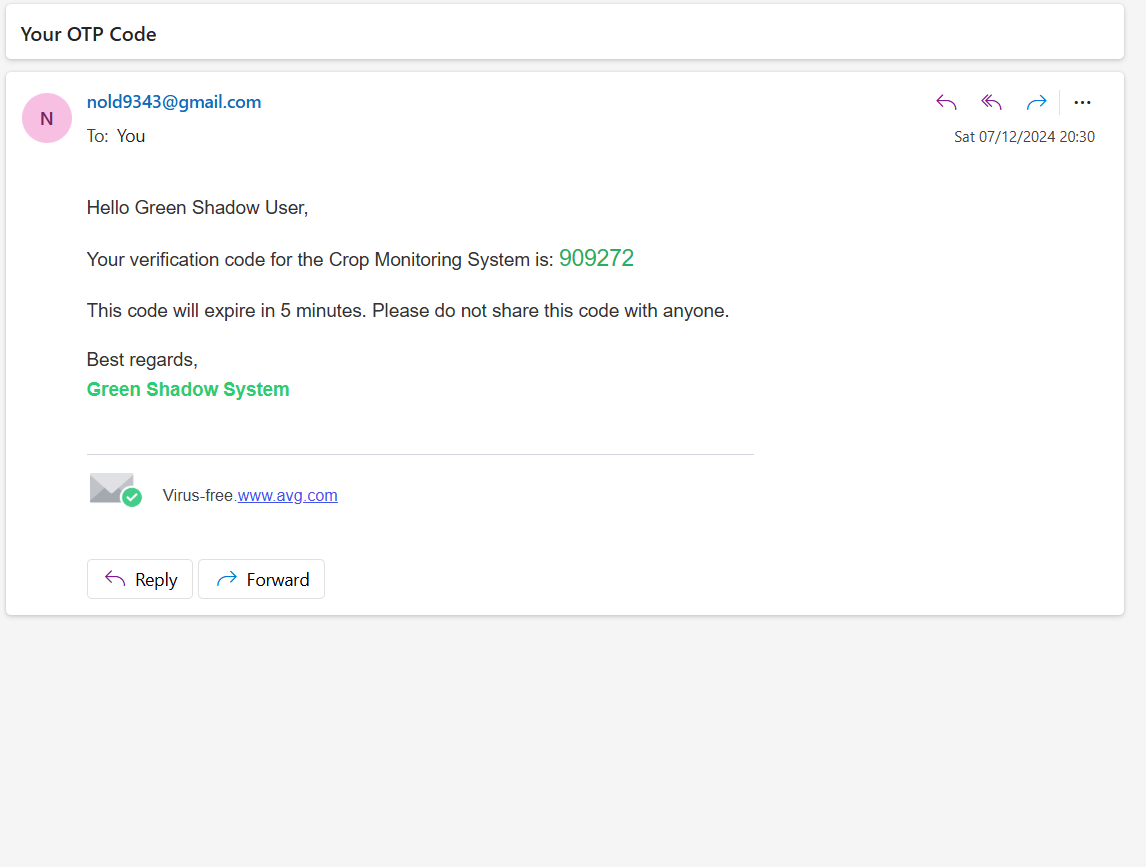 Your OTP Code
N
nold9343@gmail.com
To: You
Sat 07/12/2024 20:30
Hello Green Shadow User,
Your verification code for the Crop Monitoring System is: 909272
This code will expire in 5 minutes. Please do not share this code with anyone.
Best regards,
Green Shadow System
Virus-free.www.avg.com
Reply Forward